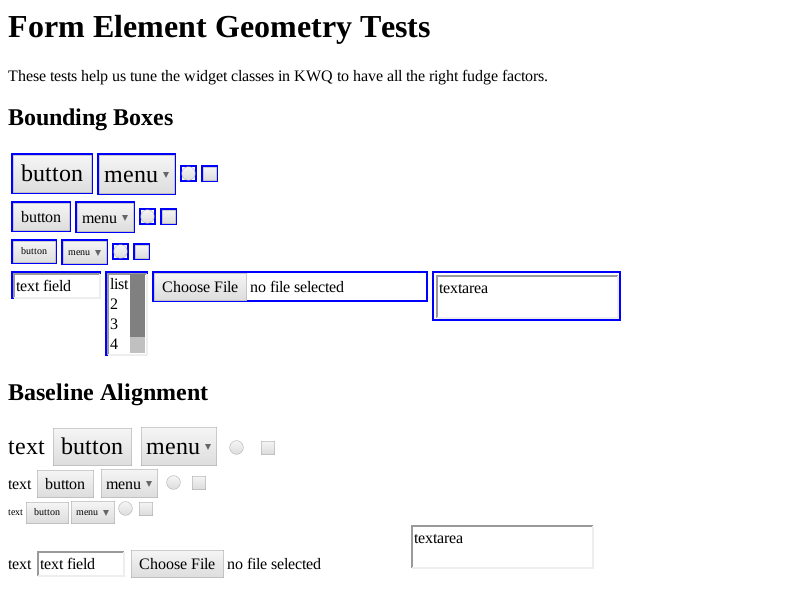 Form Element Geometry Tests
These tests help us tune the widget classes in KWQ to have all the right fudge factors.
Bounding Boxes
button menu
button menu
button menu
text field list Choose File no file selected textarea
2
3
4
Baseline Alignment
text button menu
text button menu
text button menu
textarea
text text field Choose File no file selected